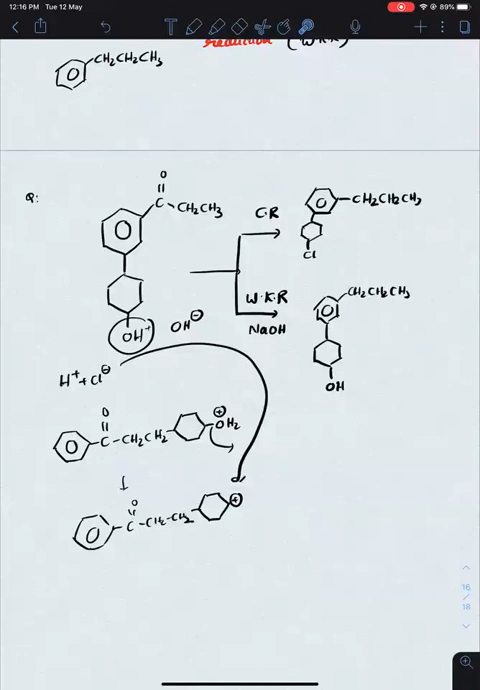 12:16 PM Tue 12 May
89%
reduction (W.K.R)
CH₂CH₂CH₃
Q:
O
C
CH₂CH₃
C.R
CH₂CH₂CH₃
Cl
W.K.R
NaOH
CH₂CH₂CH₃
OH
OH⁺ OH⊖
H⁺ + Cl⊖
O
C-CH₂CH₂ ⊕OH₂
O
C-CH₂-CH₂ ⊕
16
/
18